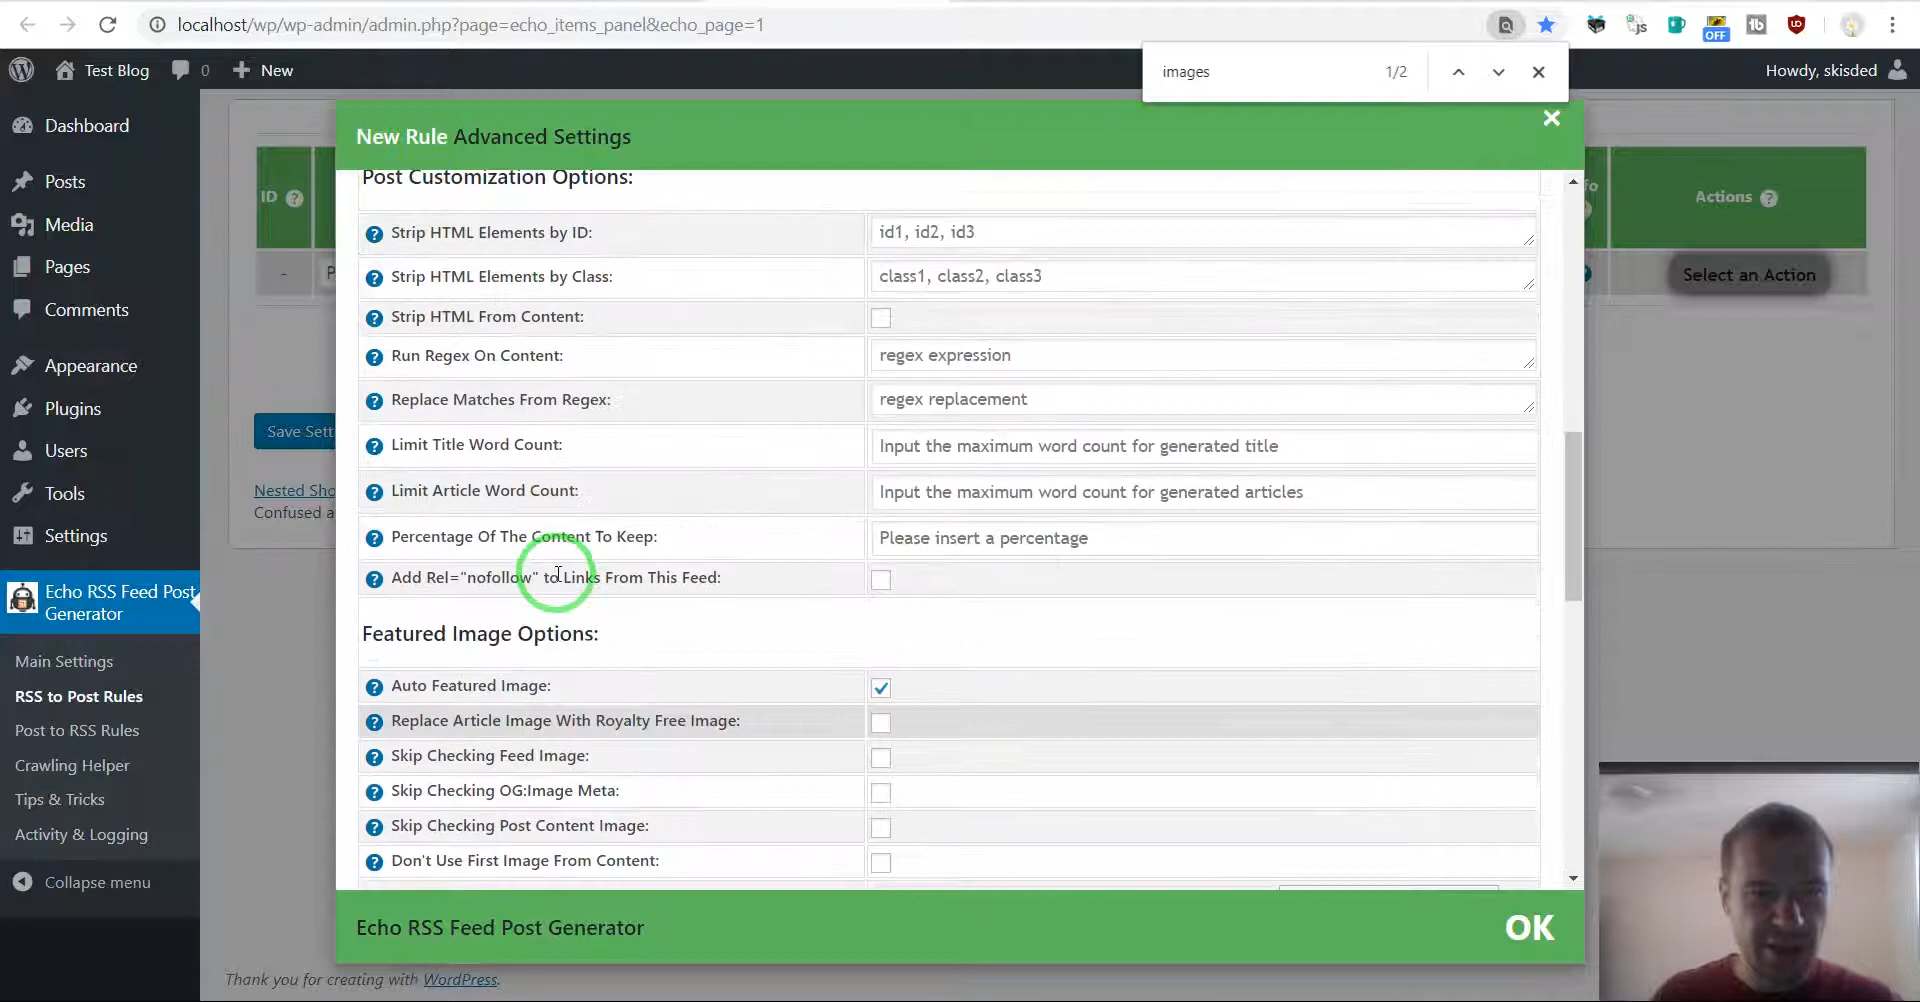 localhost/wp/wp-admin/admin.php?page=echo_items_panel&echo_page=1
OFF
images 1/2
Test Blog 0 New
Howdy, skisded
Dashboard
Posts
Media
Pages
Comments
Appearance
Plugins
Users
Tools
Settings
Echo RSS Feed Post
Generator
Main Settings
RSS to Post Rules
Post to RSS Rules
Crawling Helper
Tips & Tricks
Activity & Logging
Collapse menu
ID
-
P
Save Sett
Nested Sho
Confused a
New Rule Advanced Settings
Post Customization Options:
Strip HTML Elements by ID: id1, id2, id3
Strip HTML Elements by Class: class1, class2, class3
Strip HTML From Content:
Run Regex On Content: regex expression
Replace Matches From Regex: regex replacement
Limit Title Word Count: Input the maximum word count for generated title
Limit Article Word Count: Input the maximum word count for generated articles
Percentage Of The Content To Keep: Please insert a percentage
Add Rel="nofollow" to Links From This Feed:
Featured Image Options:
Auto Featured Image:
Replace Article Image With Royalty Free Image:
Skip Checking Feed Image:
Skip Checking OG:Image Meta:
Skip Checking Post Content Image:
Don't Use First Image From Content:
Echo RSS Feed Post Generator
OK
fo
Actions
Select an Action
Thank you for creating with WordPress.